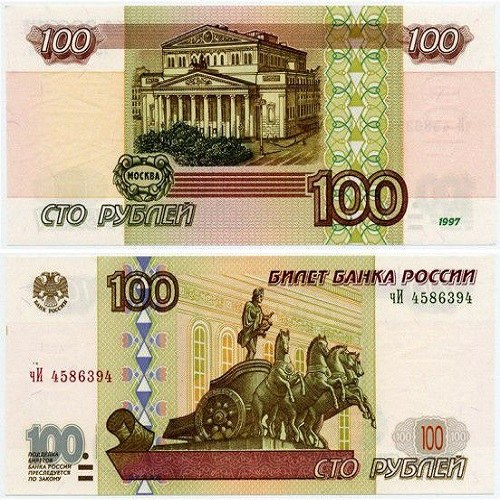 100 100
МОСКВА
СТО РУБЛЕЙ 100 1997
100 БИЛЕТ БАНКА РОССИИ
чИ 4586394
БАНК РОССИИ
чИ 4586394
100
ПОДДЕЛКА
БИЛЕТОВ
БАНКА РОССИИ
ПРЕСЛЕДУЕТСЯ
ПО ЗАКОНУ
100
СТО РУБЛЕЙ